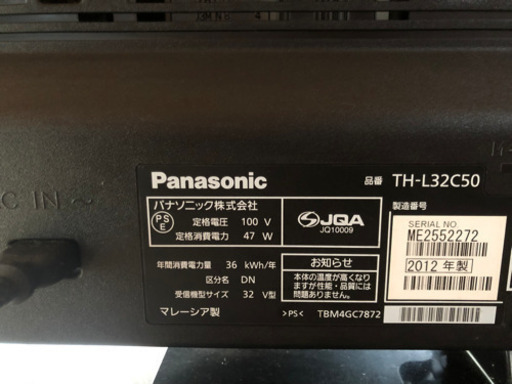 Panasonic
品番 TH-L32C50
パナソニック株式会社
製造番号
PS
E
定格電圧 100 V
定格消費電力 47 W
JQA
JQ10009
SERIAL NO.
ME2552272
2012 年製
C IN ~
年間消費電力量 36 kWh/年
区分名 DN
受信機型サイズ 32 V型
マレーシア製
お知らせ
本体の温度が高くなり
ますが性能・品質には
問題ありません。
>PS< TBM4GC7872